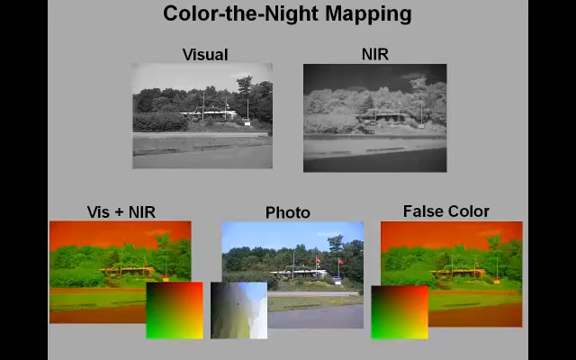 Color-the-Night Mapping
Visual
NIR
Vis + NIR
Photo
False Color